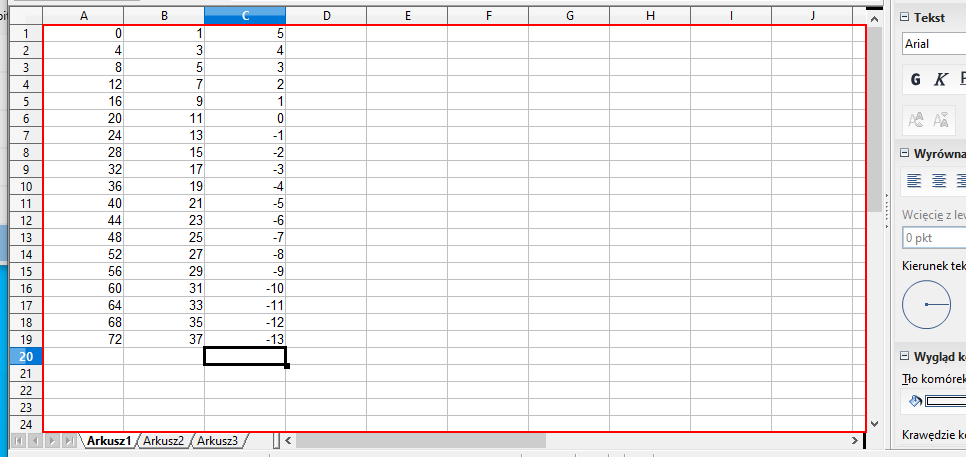 A B C D E F G H I J
1 0 1 5
2 4 3 4
3 8 5 3
4 12 7 2
5 16 9 1
6 20 11 0
7 24 13 -1
8 28 15 -2
9 32 17 -3
10 36 19 -4
11 40 21 -5
12 44 23 -6
13 48 25 -7
14 52 27 -8
15 56 29 -9
16 60 31 -10
17 64 33 -11
18 68 35 -12
19 72 37 -13
20
21
22
23
24
Arkusz1 Arkusz2 Arkusz3
Tekst
Arial
G K P
Wyrówna
Wcięcie z lew
0 pkt
Kierunek tek
Wygląd ko
Tło komórek
Krawędzie ko